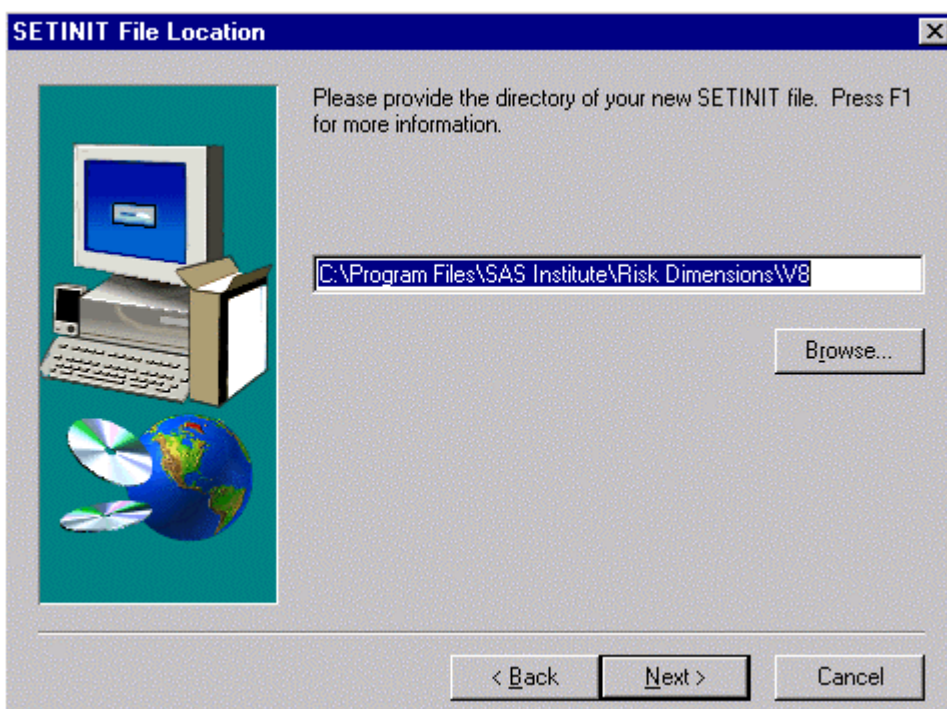 SETINIT File Location
Please provide the directory of your new SETINIT file.  Press F1
for more information.
C:\Program Files\SAS Institute\Risk Dimensions\V8
Browse...
< Back
Next >
Cancel